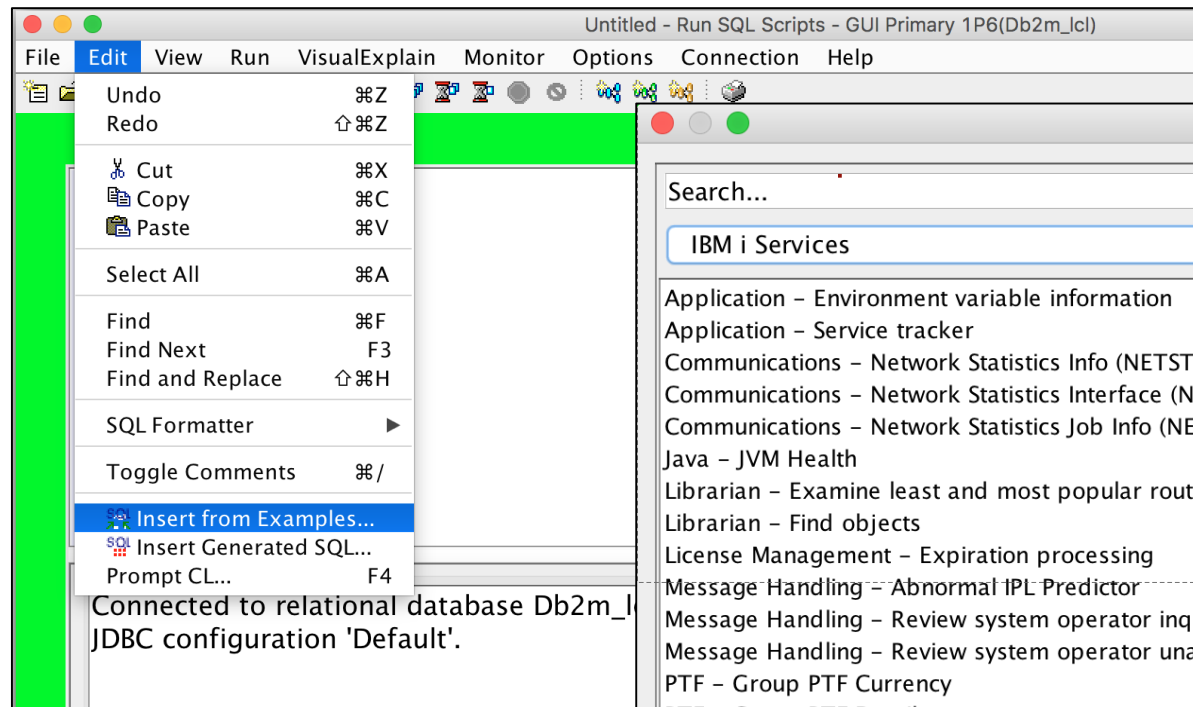 Untitled - Run SQL Scripts - GUI Primary 1P6(Db2m_lcl)
File Edit View Run VisualExplain Monitor Options Connection Help
Undo ⌘Z
Redo ⇧⌘Z
Cut ⌘X
Copy ⌘C
Paste ⌘V
Select All ⌘A
Find ⌘F
Find Next F3
Find and Replace ⇧⌘H
SQL Formatter ▶
Toggle Comments ⌘/
SQL Insert from Examples...
SQL Insert Generated SQL...
Prompt CL... F4
Connected to relational database Db2m_l
JDBC configuration 'Default'.
Search...
IBM i Services
Application – Environment variable information
Application – Service tracker
Communications – Network Statistics Info (NETST
Communications – Network Statistics Interface (N
Communications – Network Statistics Job Info (NE
Java – JVM Health
Librarian – Examine least and most popular rout
Librarian – Find objects
License Management – Expiration processing
Message Handling – Abnormal IPL Predictor
Message Handling – Review system operator inq
Message Handling – Review system operator una
PTF – Group PTF Currency